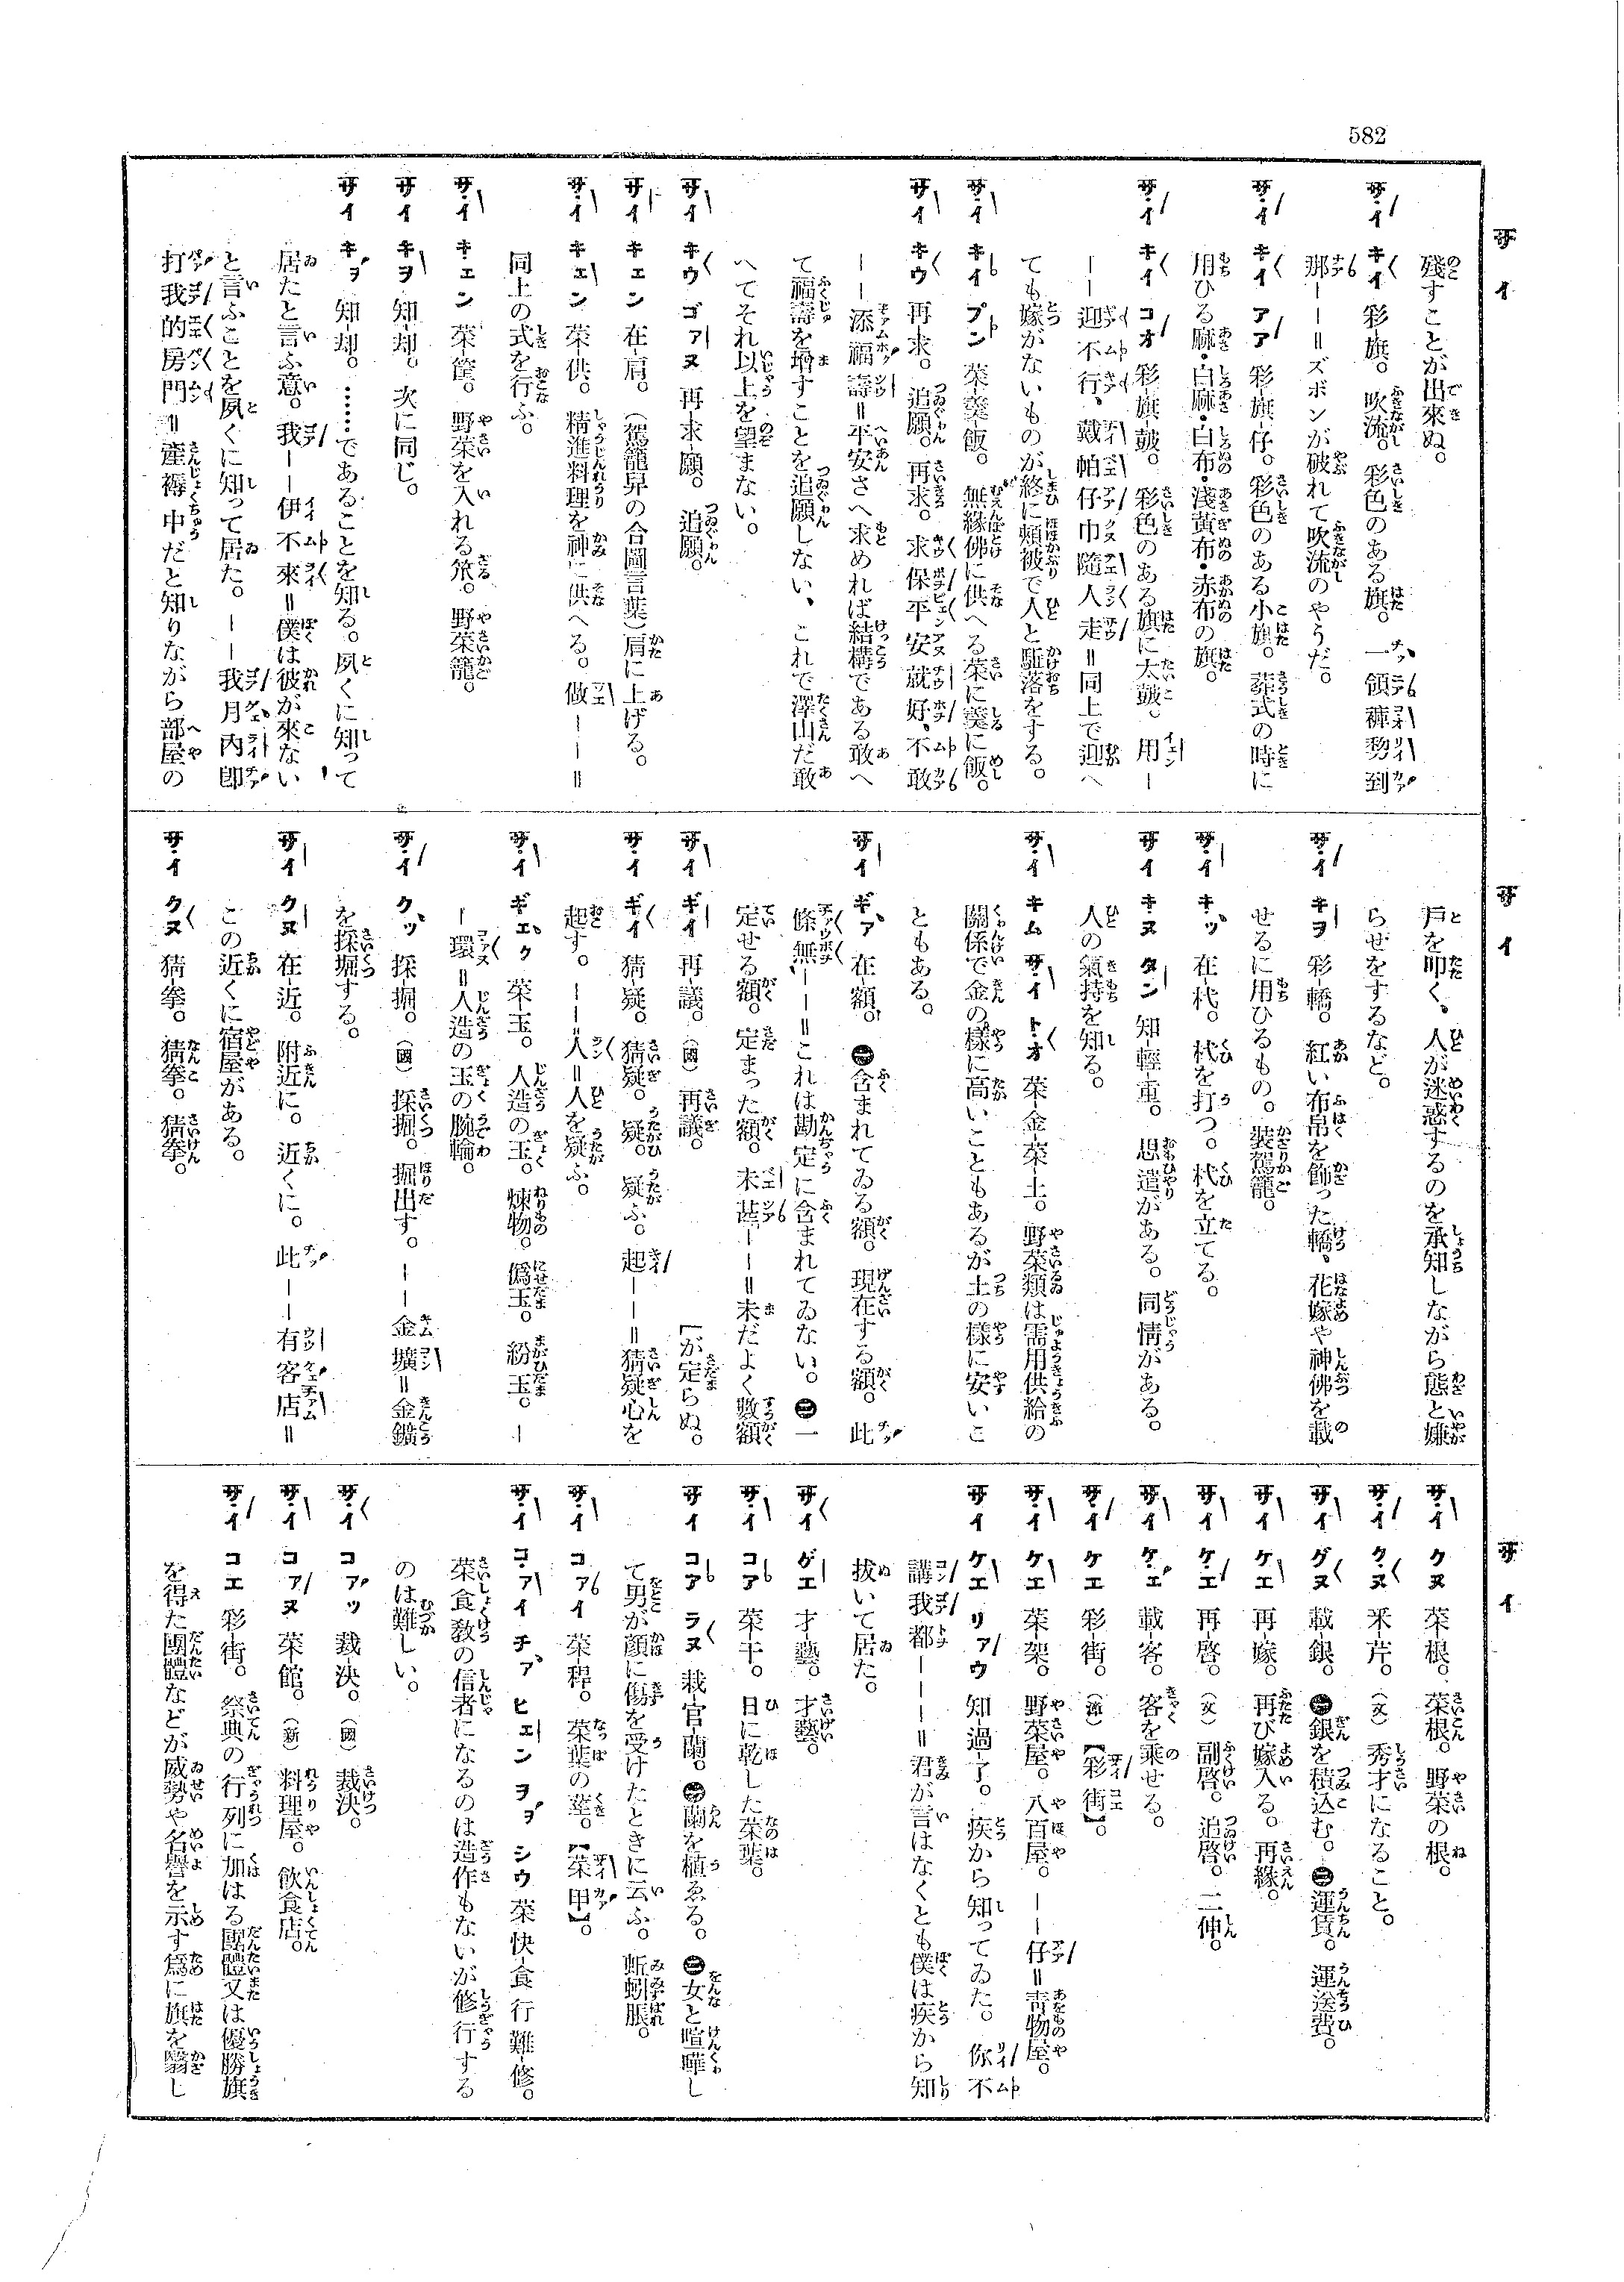 582
サイ
殘すことが出來ぬ。
サイ キイ 彩-旗。吹流。彩色のある旗。一領褲刼到
那——＝ズボンが破れて吹流のやうだ。
サイ キイ アア 彩-旗-仔。彩色のある小旗。葬式の時に
用ひる麻・白麻・白布・淺黄布・赤布の旗。
サイ キイ コオ 彩-旗-皷。彩色のある旗に太皷。用—
——迎不行、戴帕仔巾隨人走＝同上で迎へ
ても嫁がないものが終に頬被で人と駈落をする。
サイ キイ プン 菜-羮-飯。無緣佛に供へる菜に羮に飯。
サイ キウ 再求。追願。再求。求保平安就好、不敢
——添福壽＝平安さへ求めれば結構である敢へ
て福壽を增すことを追願しない、これで澤山だ敢
へてそれ以上を望まない。
サイ キウ ゴァヌ 再求-願。追願。
サイ キェン 在-肩。（駕籠舁の合圖言葉）肩に上げる。
サイ キェン 菜-供。精進料理を神に供へる。做———＝
同上の式を行ふ。
サイ キェン 菜-筐。野菜を入れる笊。野菜籠。
サイ キヲ 知-却。次に同じ。
サイ キヲ 知-却。……であることを知る。夙くに知って
居たと言ふ意。我——伊不來＝僕は彼が來ない
と言ふことを夙くに知って居た。——我月內卽
打我的房門＝產褥中だと知りながら部屋の
サイ
戸を叩く。人が迷惑するのを承知しながら態と嫌
らせをするなど。
サイ キヲ 彩-轎。紅い布帛を飾った轎。花嫁や神佛を載
せるに用ひるもの。裝駕籠。
サイ キッ 在-杙。杙を打つ。杙を立てる。
サイ キヌ タン 知-輕-重。思遣がある。同情がある。
人の氣持を知る。
サイ キム サイ トオ 菜-金-菜-土。野菜類は需用供給の
關係で金の樣に高いこともあるが土の樣に安いこ
ともある。
サイ ギァ 在-額。㊀含まれてゐる額。現在する額。此
條無——＝これは勘定に含まれてゐない。㊁一
定せる額。定まった額。未甚——＝未だよく數額
サイ ギイ 再-議。（國）再議。［が定らぬ。
サイ ギイ 猜-疑。猜疑。疑。疑ふ。起——＝猜疑心を
起す。———人＝人を疑ふ。
サイ ギェク 菜-玉。人造の玉。煉物。僞玉。紛玉。—
—環＝人造の玉の腕輪。
サイ クッ 採-掘。（國）採掘。掘出す。——金壙＝金鑛
を採掘する。
サイ クヌ 在-近。附近に。近くに。此——有客店＝
この近くに宿屋がある。
サイ クヌ 猜-拳。猜拳。猜拳。
サイ
サイ クヌ 菜-根。菜根。野菜の根。
サイ クヌ 釆-芹。（文）秀才になること。
サイ グヌ 載-銀。㊀銀を積込む。㊁運賃。運送費。
サイ ケエ 再-嫁。再び嫁入る。再緣。
サイ ケエ 再-啓。（文）副啓。追啓。二伸。
サイ ケェ 載-客。客を乘せる。
サイ ケエ 彩-街。（漳）【彩街】。
サイ ケエ 菜-架。野菜屋。八百屋。——仔＝靑物屋。
サイ ケエ リアウ 知-過-了。疾から知ってゐた。你不
講我都———＝君が言はなくとも僕は疾から知
拔いて居た。
サイ ゲエ 才-藝。才藝。
サイ コア 菜-干。日に乾した菜葉。
サイ コア ラヌ 栽-官-蘭。㊀蘭を植ゑる。㊁女と喧嘩し
て男が顏に傷を受けたときに云ふ。蚯蚓脹。
サイ コアイ 菜-稈。菜葉の莖。【菜甲】。
サイ コアイ チァ ヒェン ヲヲ シウ 菜快-食行難-修。
菜食敎の信者になるのは造作もないが修行する
のは難しい。
サイ コアッ 裁-決。（國）裁決。
サイ コアヌ 菜-館。（新）料理屋。飮食店。
サイ コエ 彩-街。祭典の行列に加はる團體又は優勝旗
を得た團體などが威勢や名譽を示す爲に旗を翳し